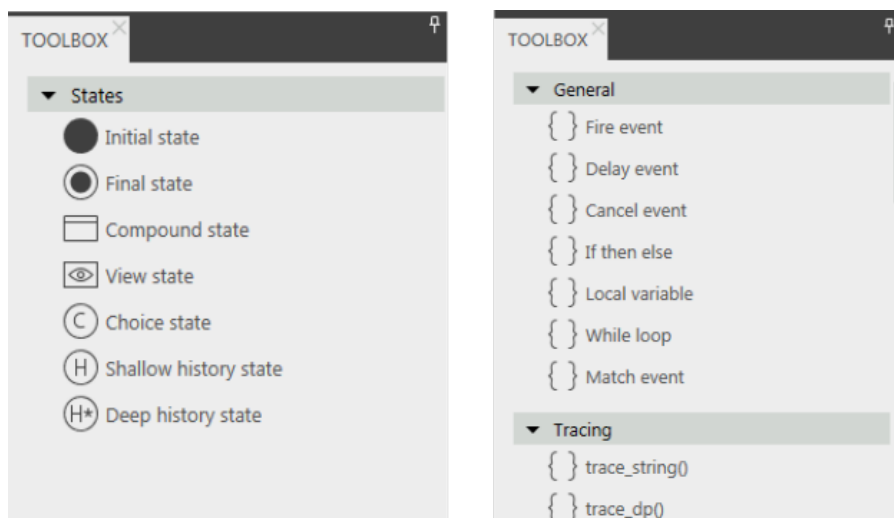 TOOLBOX
States
Initial state
Final state
Compound state
View state
C Choice state
H Shallow history state
H* Deep history state
TOOLBOX
General
{ } Fire event
{ } Delay event
{ } Cancel event
{ } If then else
{ } Local variable
{ } While loop
{ } Match event
Tracing
{ } trace_string()
{ } trace_dp()